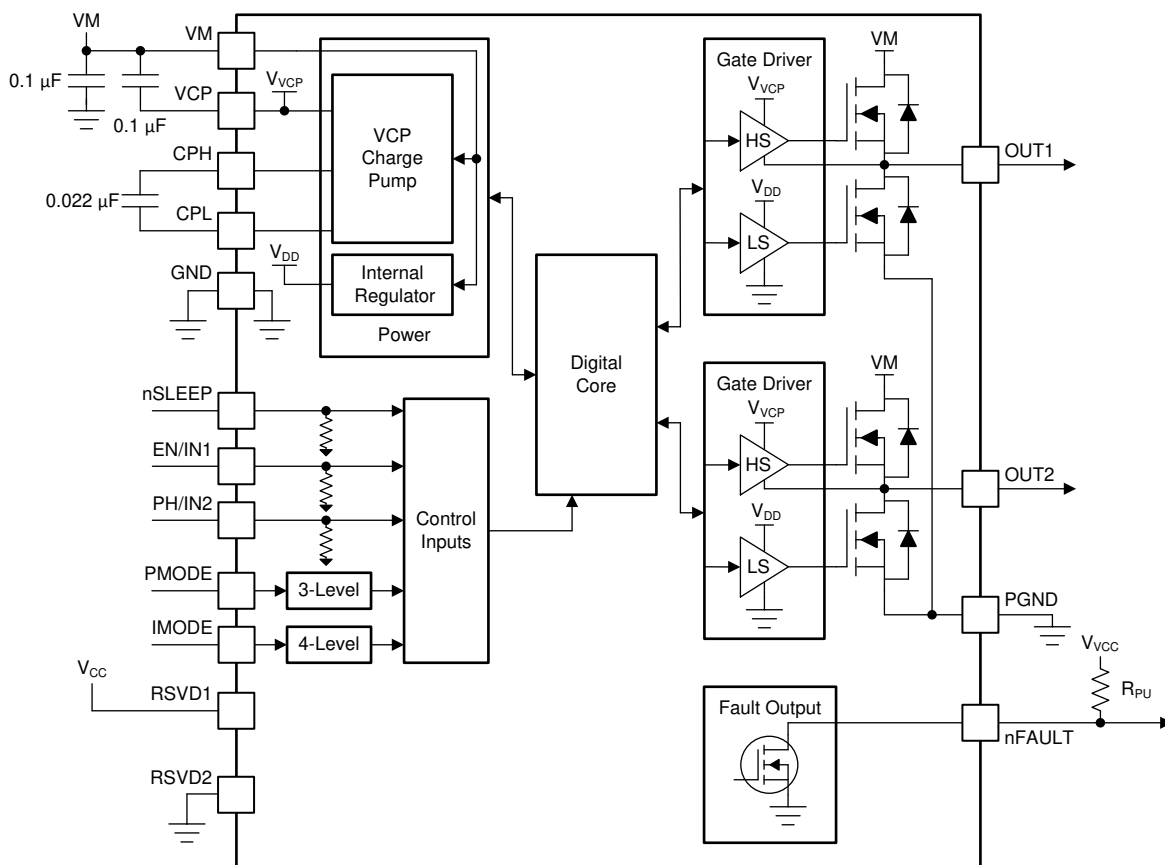 VM
VM
0.1 µF
VCP
0.1 µF
V_VCP
CPH
0.022 µF
CPL
VCP
Charge
Pump
GND
V_DD
Internal
Regulator
Power
nSLEEP
EN/IN1
PH/IN2
PMODE
3-Level
IMODE
4-Level
Control
Inputs
V_CC
RSVD1
RSVD2
Digital
Core
Gate Driver
V_VCP
HS
V_DD
LS
VM
OUT1
Gate Driver
V_VCP
HS
V_DD
LS
VM
OUT2
PGND
V_VCC
R_PU
Fault Output
nFAULT